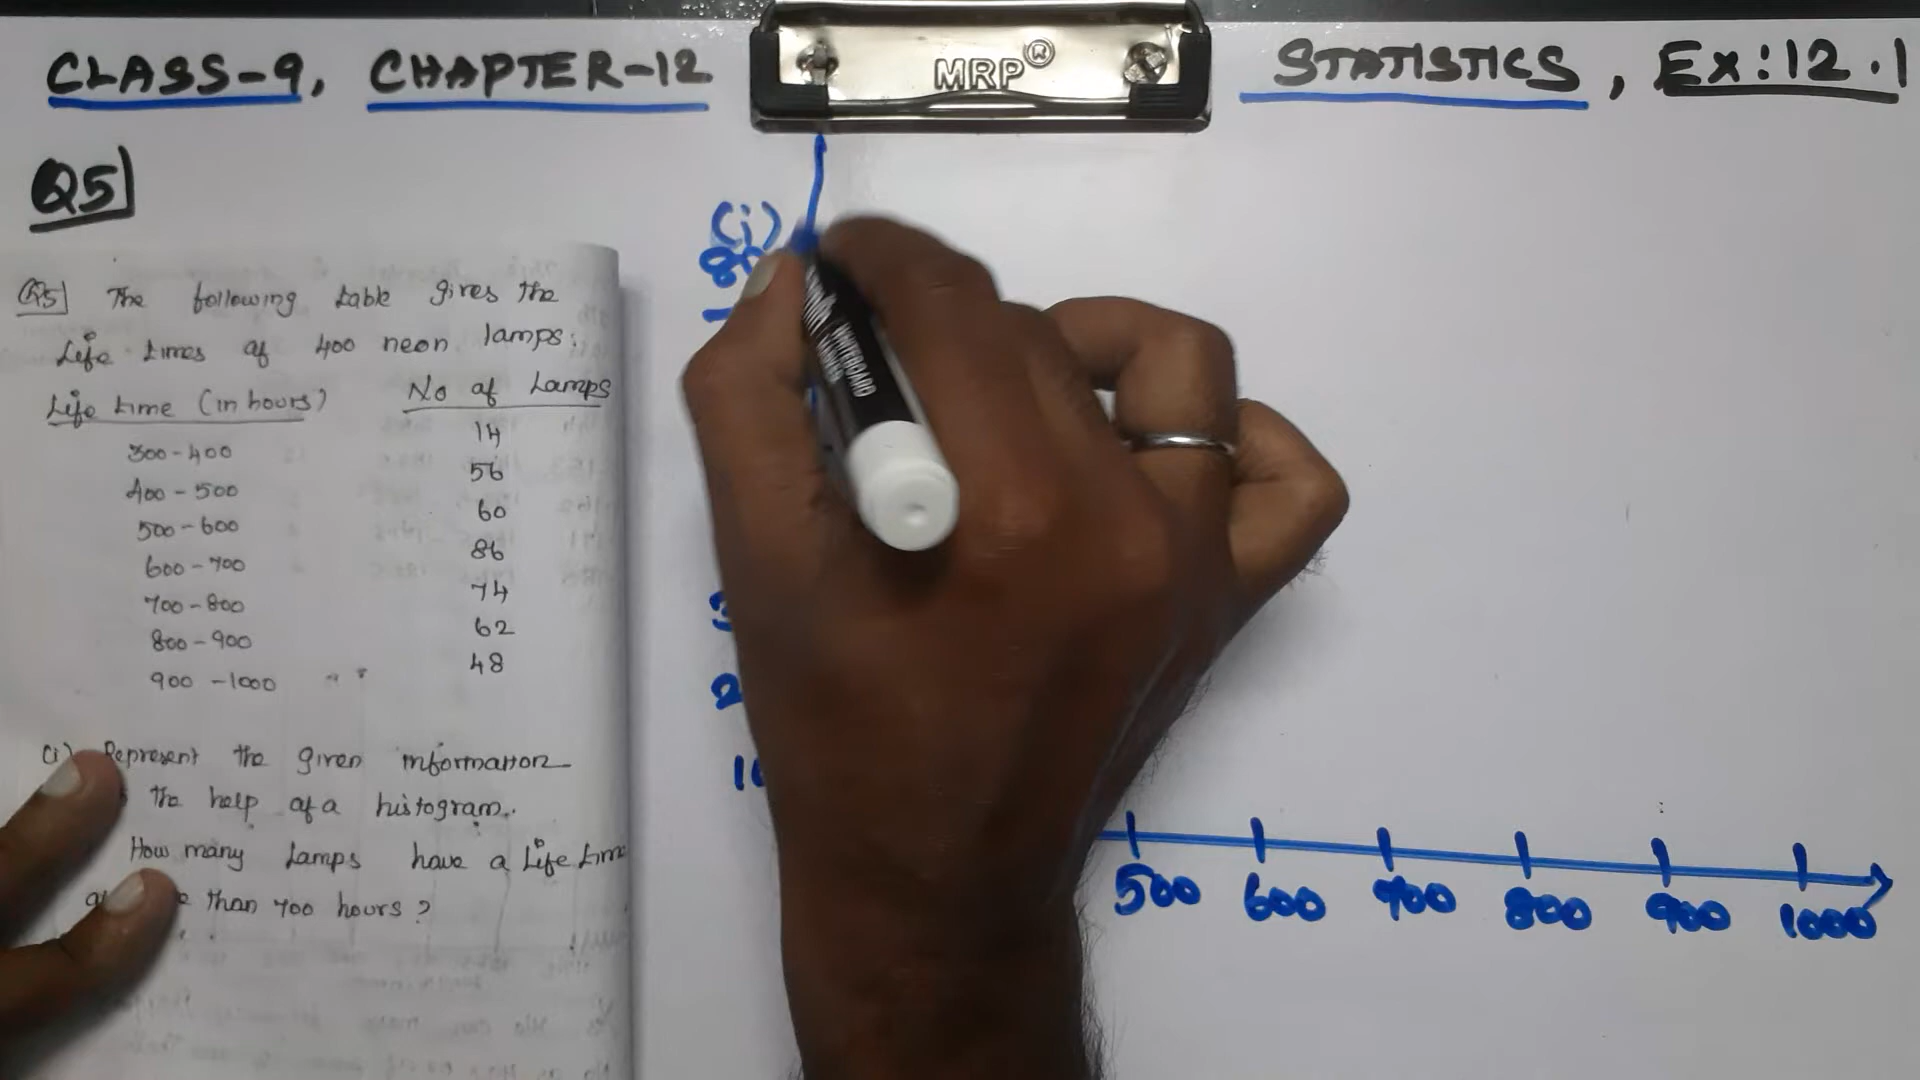 CLASS-9, CHAPTER-12
MRP®
STATISTICS, Ex:12.1
Q5
Q5 The following table gives the
Life times of 400 neon lamps:
Life time (in hours) No of Lamps
300-400 14
400-500 56
500-600 60
600-700 86
700-800 74
800-900 62
900-1000 48
(i) Represent the given information
the help of a histogram.
How many Lamps have a Life time
than 700 hours?
(i)
500 600 700 800 900 1000
WHITEBOARD